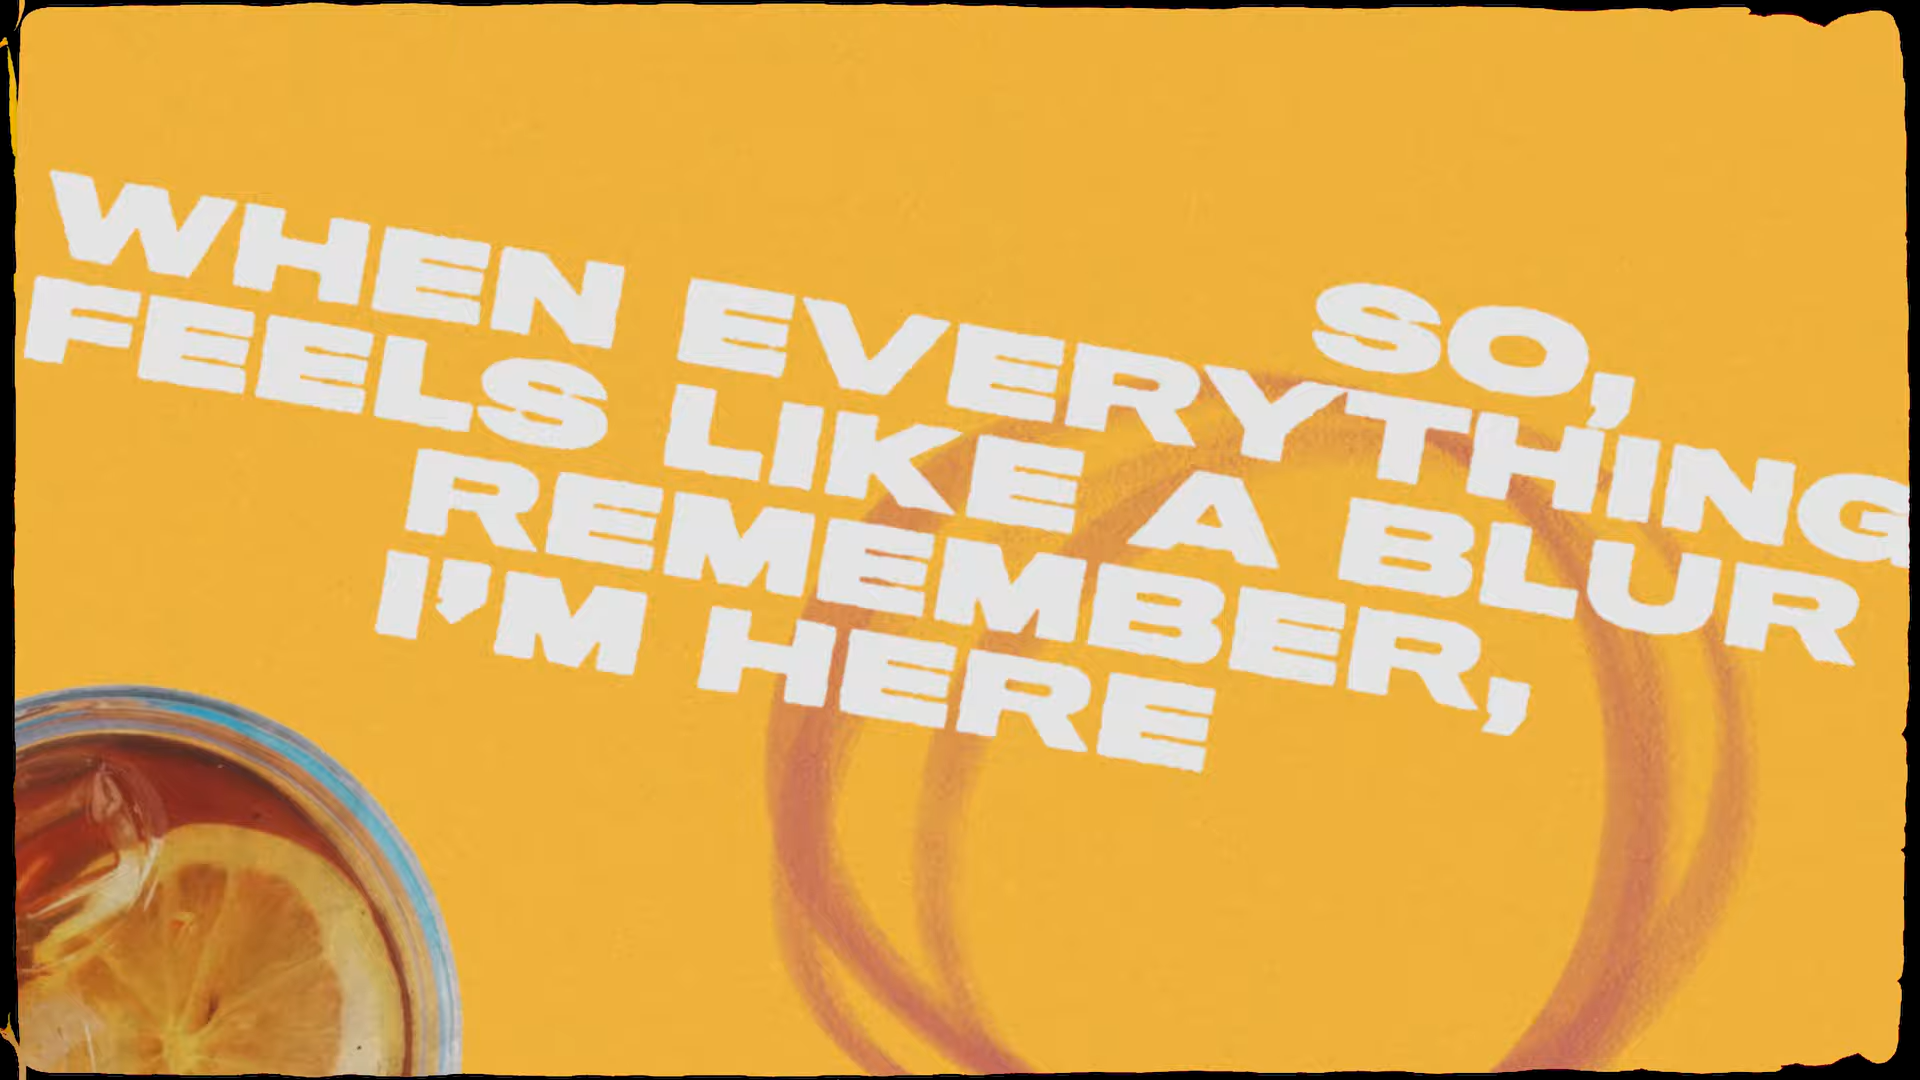 SO,
WHEN EVERYTHING
FEELS LIKE A BLUR
REMEMBER,
I'M HERE